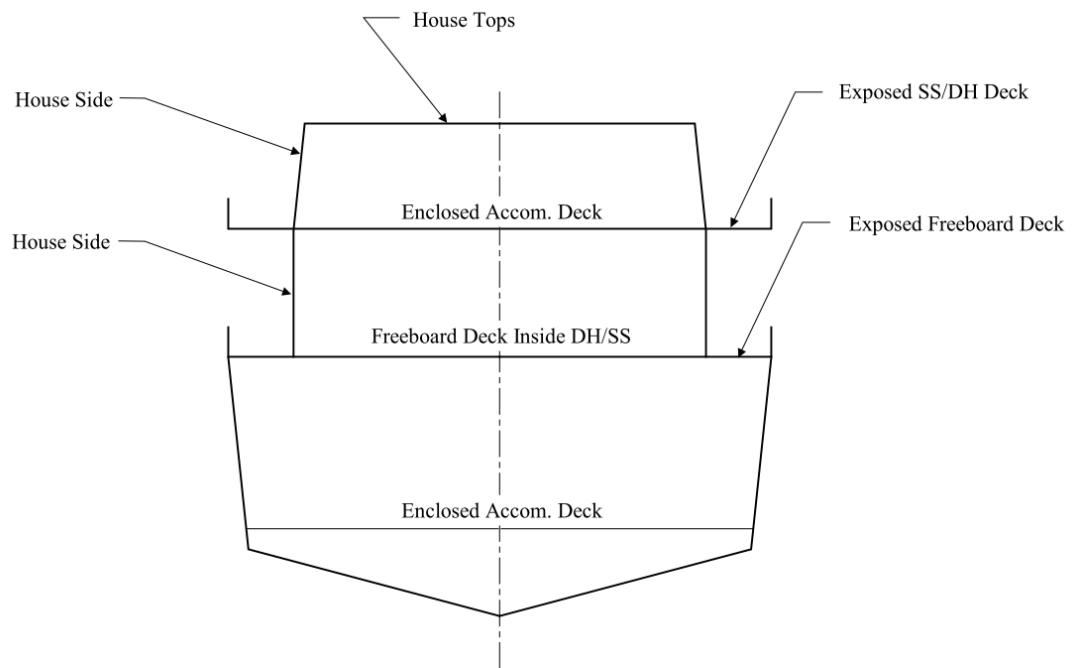 House Tops
House Side
Exposed SS/DH Deck
Enclosed Accom. Deck
House Side
Exposed Freeboard Deck
Freeboard Deck Inside DH/SS
Enclosed Accom. Deck